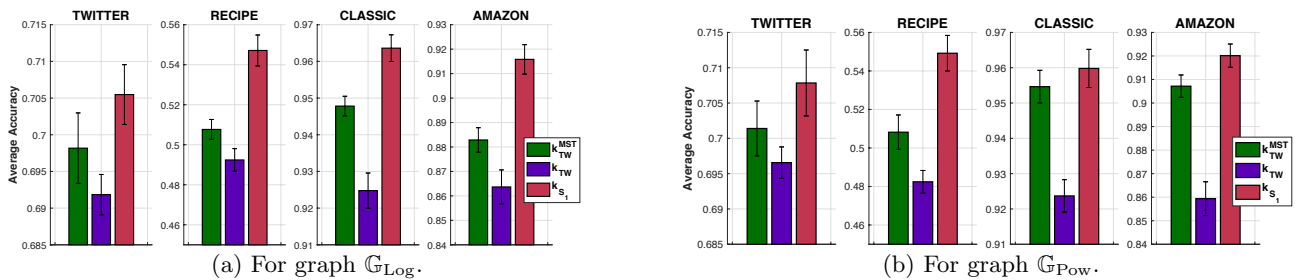 TWITTER RECIPE CLASSIC AMAZON
0.715 0.56 0.97 0.93
0.71 0.54 0.96 0.92
0.705 0.52 0.95 0.91
0.7 0.5 0.94 0.9
0.695 0.48 0.93 0.89
0.69 0.46 0.92 0.88
0.685 0.91 0.87
0.86
0.85
0.84
Average Accuracy
k_TW^MST
k_TW
k_S_1
(a) For graph 𝔾_Log.
TWITTER RECIPE CLASSIC AMAZON
0.715 0.56 0.97 0.93
0.71 0.54 0.96 0.92
0.705 0.52 0.95 0.91
0.7 0.5 0.94 0.9
0.695 0.48 0.93 0.89
0.69 0.46 0.92 0.88
0.685 0.91 0.87
0.86
0.85
0.84
Average Accuracy
k_TW^MST
k_TW
k_S_1
(b) For graph 𝔾_Pow.